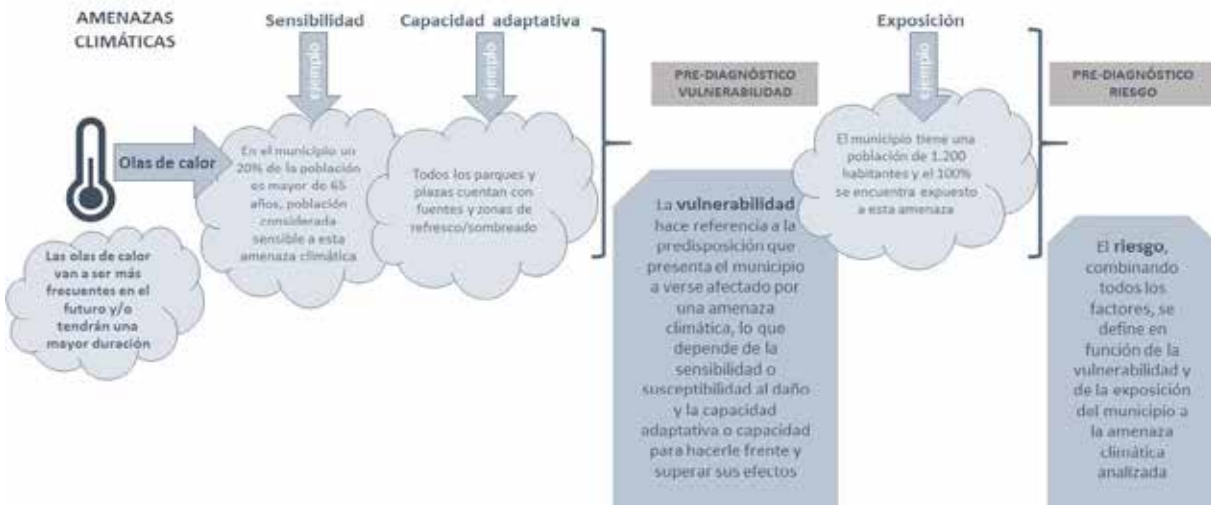 AMENAZAS
CLIMÁTICAS
Sensibilidad
Capacidad adaptativa
Exposición
ejemplo
ejemplo
ejemplo
PRE-DIAGNÓSTICO
VULNERABILIDAD
PRE-DIAGNÓSTICO
RIESGO
Olas de calor
En el municipio un
20% de la población
es mayor de 65
años, población
considerada
sensible a esta
amenaza climática
Todos los parques y
plazas cuentan con
fuentes y zonas de
refresco/sombreado
El municipio tiene una
población de 1.200
habitantes y el 100%
se encuentra expuesto
a esta amenaza
Las olas de calor
van a ser más
frecuentes en el
futuro y/o
tendrán una
mayor duración
La vulnerabilidad
hace referencia a la
predisposición que
presenta el municipio
a verse afectado por
una amenaza
climática, lo que
depende de la
sensibilidad o
susceptibilidad al daño
y la capacidad
adaptativa o capacidad
para hacerle frente y
superar sus efectos
El riesgo,
combinando
todos los
factores, se
define en
función de la
vulnerabilidad y
de la exposición
del municipio a
la amenaza
climática
analizada